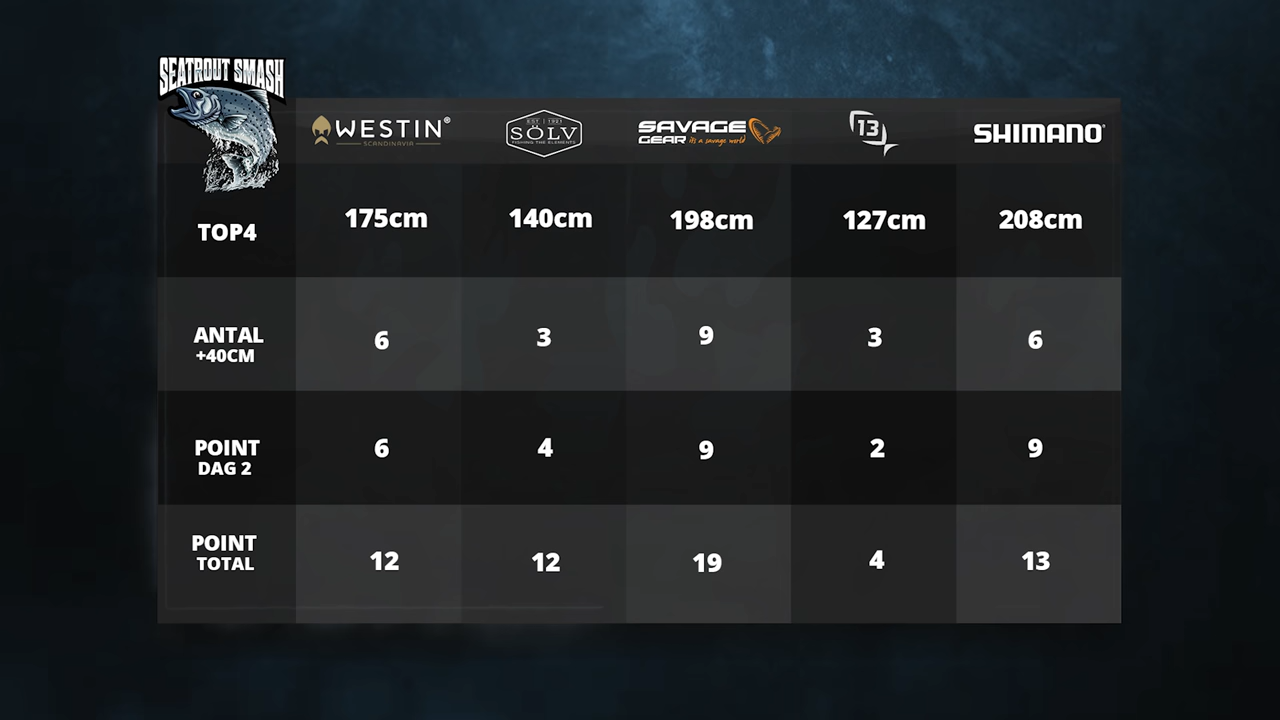 SEATROUT SMASH
WESTIN®
SCANDINAVIA
EST | 1921
SÖLV
FISHING THE ELEMENTS
SAVAGE
GEAR its a savage world
13
SHIMANO
TOP4 175cm 140cm 198cm 127cm 208cm
ANTAL
+40CM 6 3 9 3 6
POINT
DAG 2 6 4 9 2 9
POINT
TOTAL 12 12 19 4 13